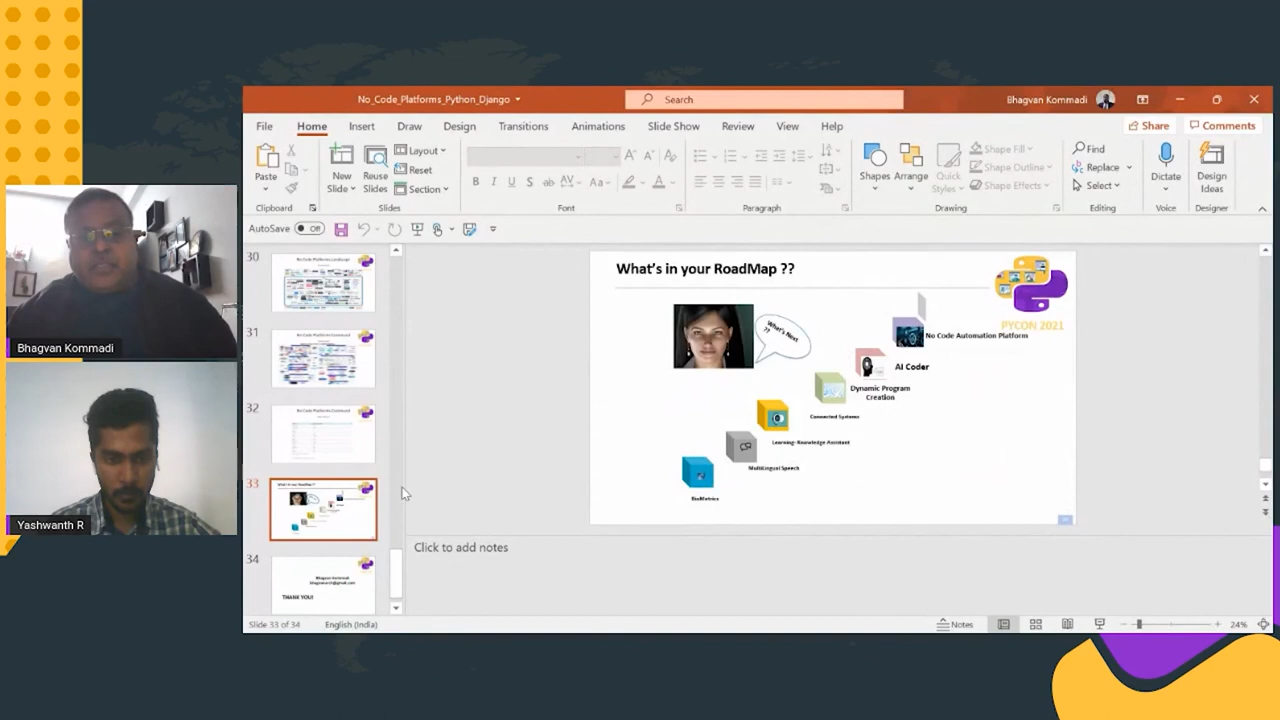 No_Code_Platforms_Python_Django
Search
Bhagvan Kommadi
File Home Insert Draw Design Transitions Animations Slide Show Review View Help
Share Comments
Paste
New Slide
Reuse Slides
Layout
Reset
Section
Shapes Arrange Quick Styles
Shape Fill
Shape Outline
Shape Effects
Find
Replace
Select
Dictate
Design Ideas
Clipboard Slides Font Paragraph Drawing Editing Voice Designer
AutoSave Off
30
31
32
33
34
Bhagvan Kommadi
THANK YOU!
What's in your RoadMap ??
What's Next ??
PYCON 2021
No Code Automation Platform
AI Coder
Dynamic Program
Creation
Connected Systems
Learning- Knowledge Assistant
MultiLingual Speech
BioMetrics
Click to add notes
Slide 33 of 34 English (India) Notes 24%
Bhagvan Kommadi
Yashwanth R